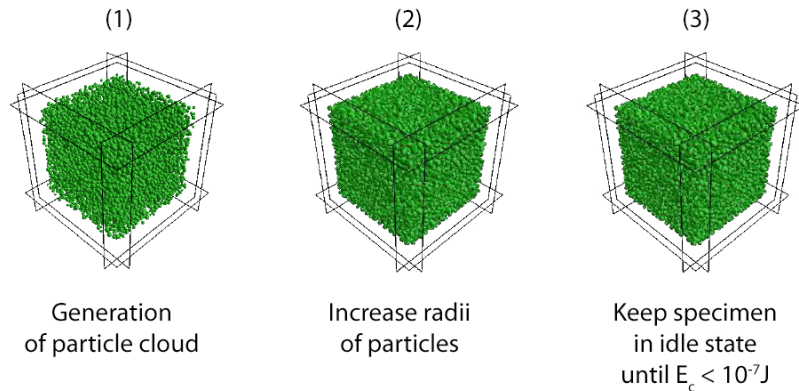 (1)
(2)
(3)
Generation
of particle cloud
Increase radii
of particles
Keep specimen
in idle state
until E_c < 10⁻⁷J